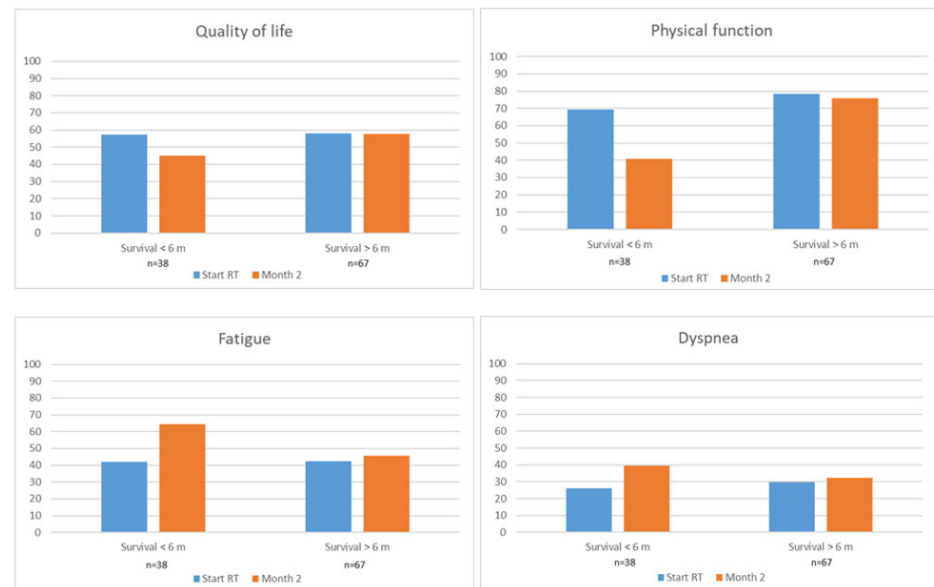 Quality of life
100
90
80
70
60
50
40
30
20
10
0
Survival < 6 m
Survival > 6 m
n=38
n=67
Start RT
Month 2
Physical function
100
90
80
70
60
50
40
30
20
10
0
Survival < 6 m
Survival > 6 m
n=38
n=67
Start RT
Month 2
Fatigue
100
90
80
70
60
50
40
30
20
10
0
Survival < 6 m
Survival > 6 m
n=38
n=67
Start RT
Month 2
Dyspnea
100
90
80
70
60
50
40
30
20
10
0
Survival < 6 m
Survival > 6 m
n=38
n=67
Start RT
Month 2